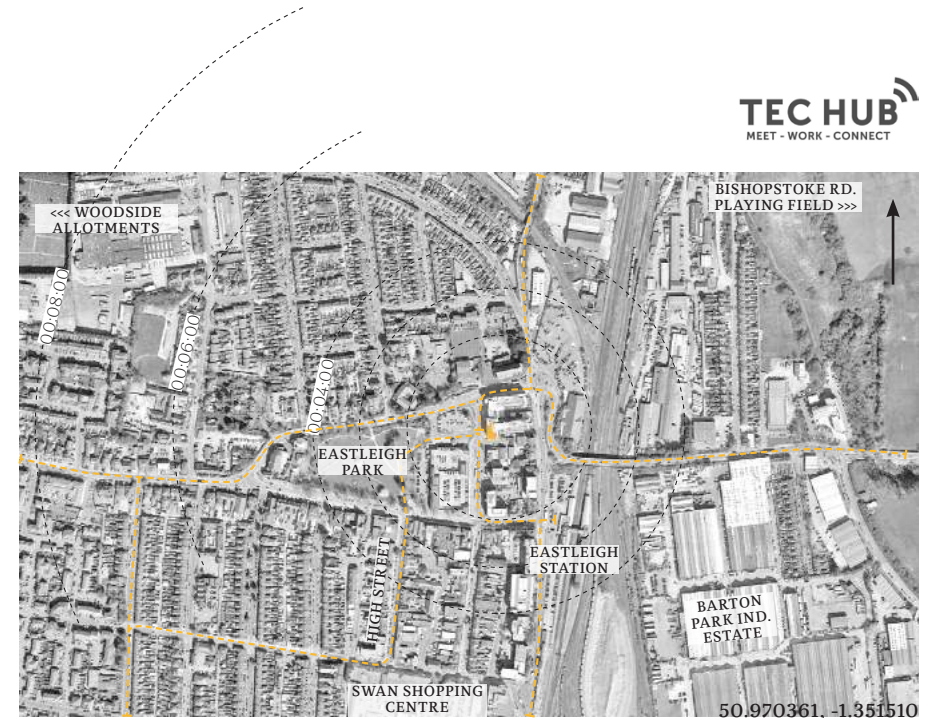 TEC HUB
MEET - WORK - CONNECT
<<< WOODSIDE
ALLOTMENTS
BISHOPSTOKE RD.
PLAYING FIELD >>>
00:08:00
00:06:00
00:04:00
EASTLEIGH
PARK
HIGH STREET
EASTLEIGH
STATION
BARTON
PARK IND.
ESTATE
SWAN SHOPPING
CENTRE
50.970361, -1.351510